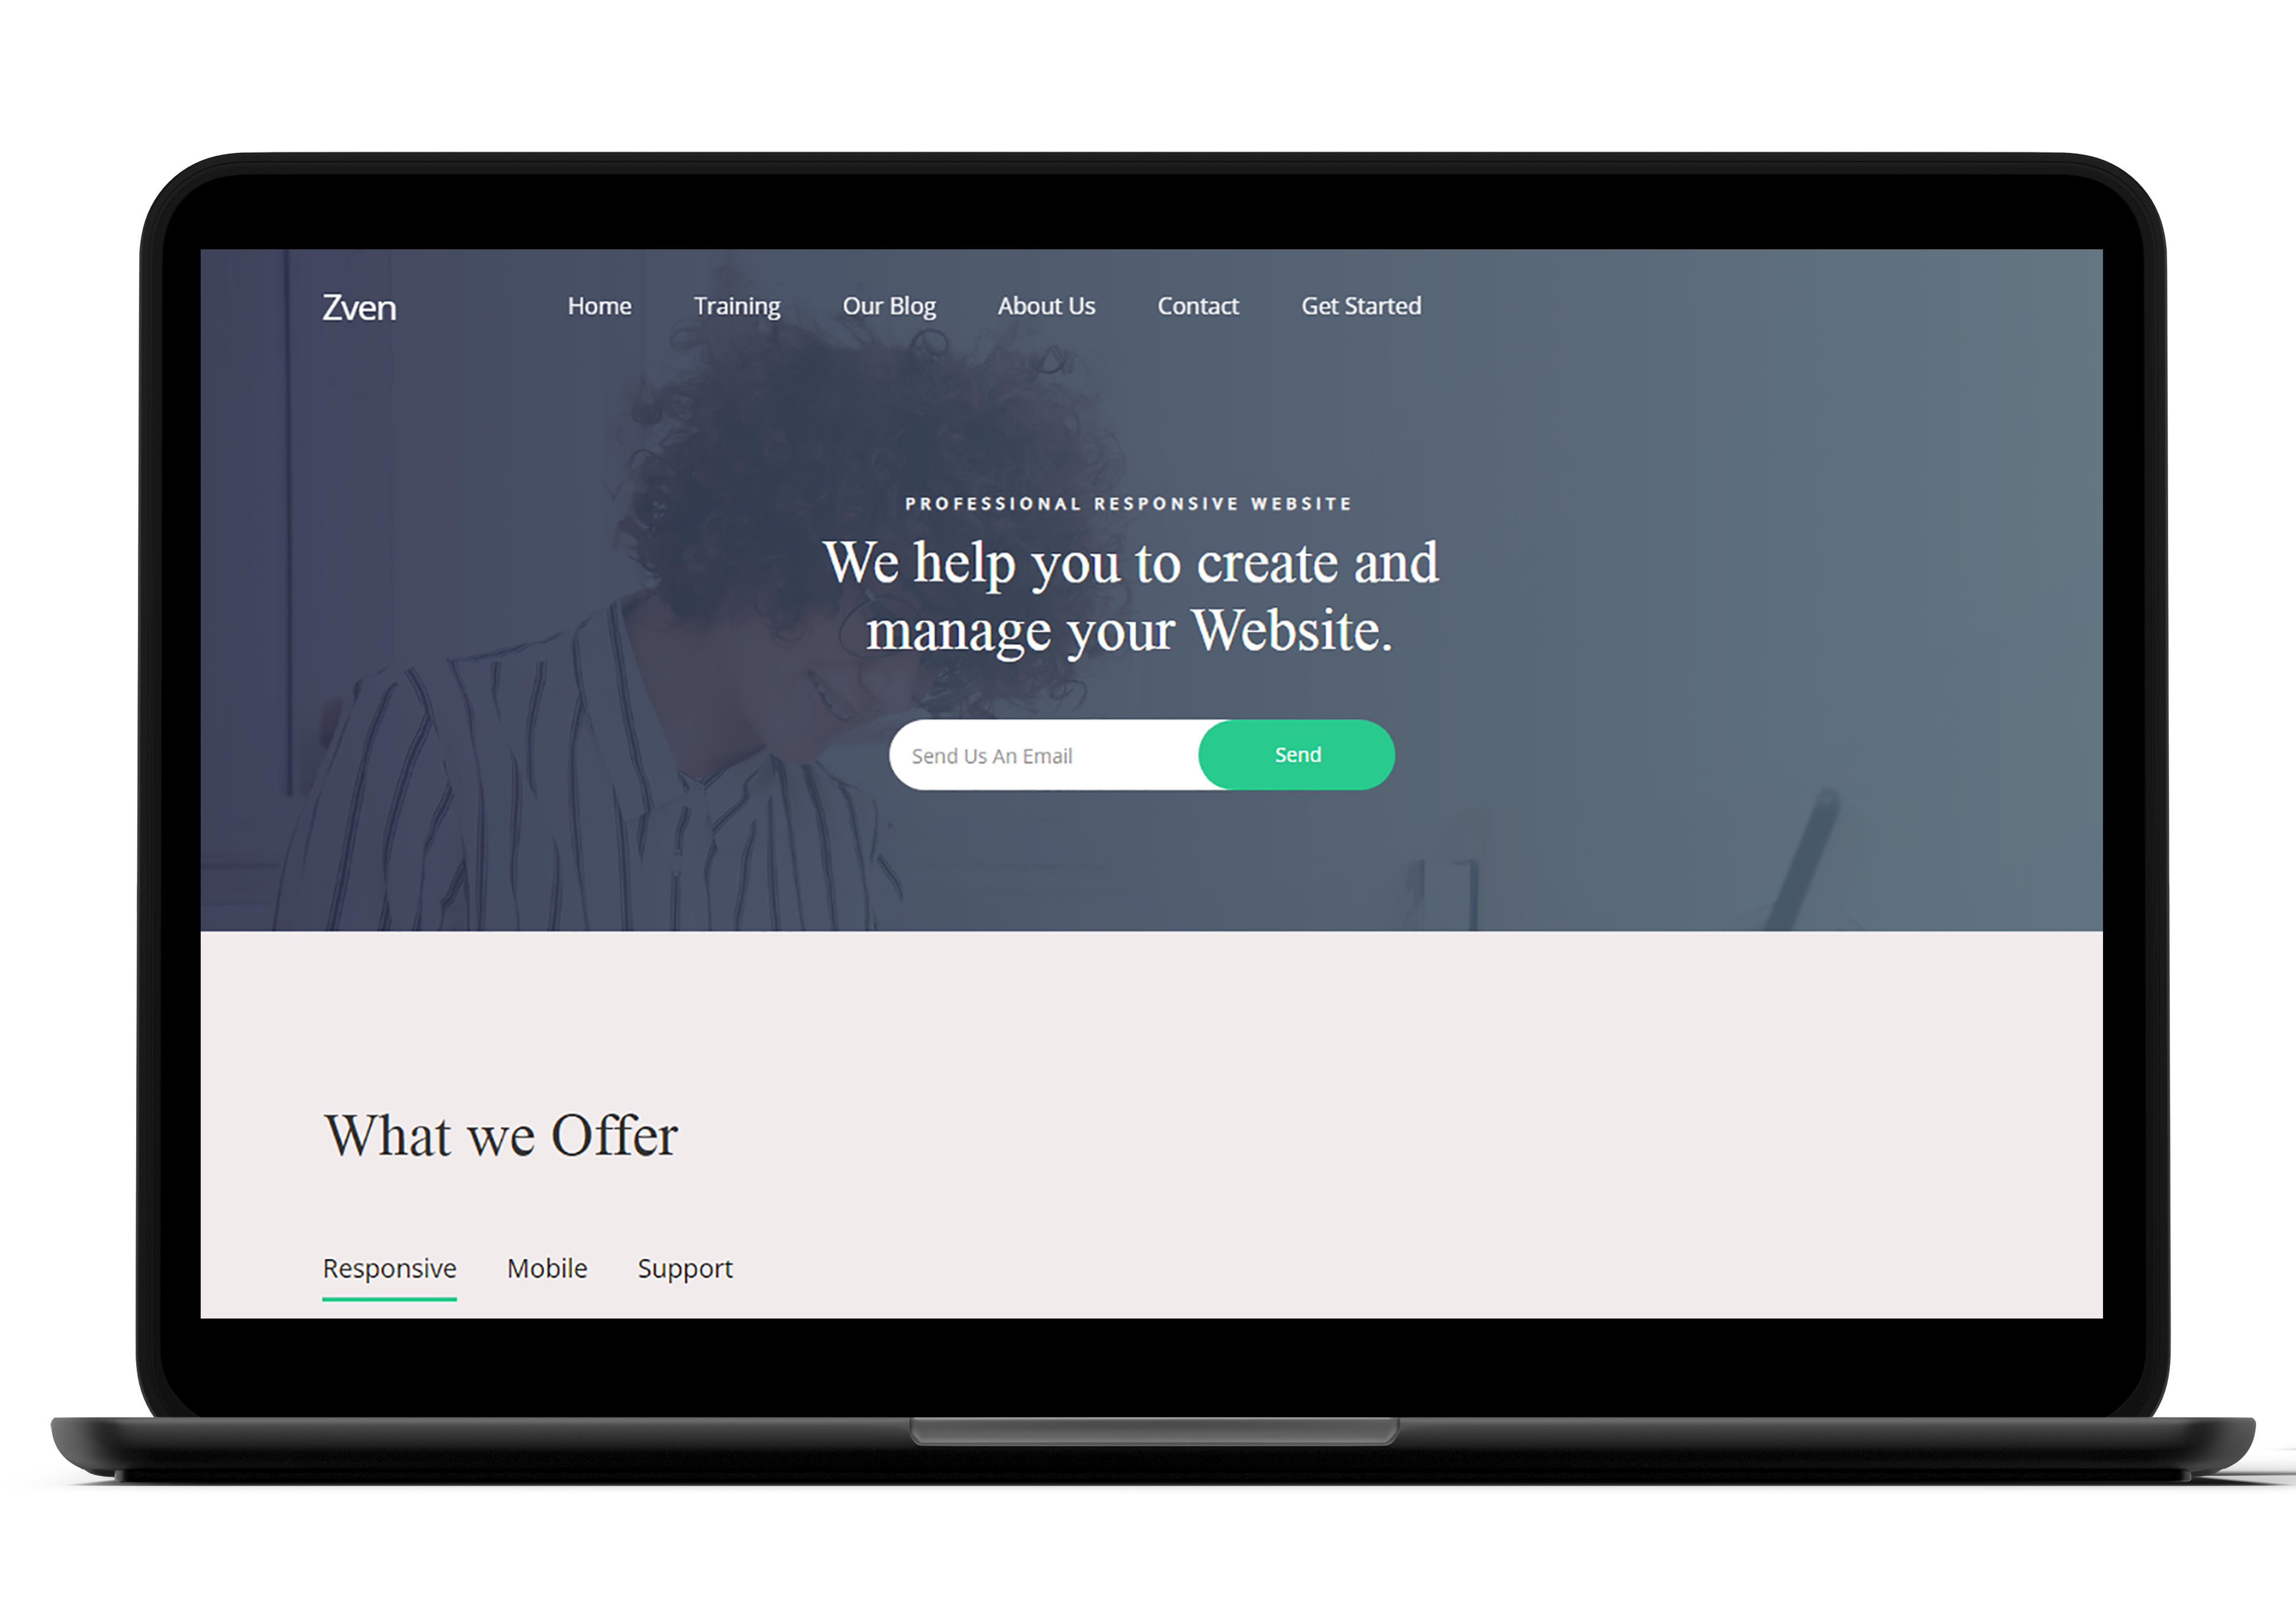 Zven
Home Training Our Blog About Us Contact Get Started
PROFESSIONAL RESPONSIVE WEBSITE
We help you to create and
manage your Website.
Send Us An Email Send
What we Offer
Responsive Mobile Support